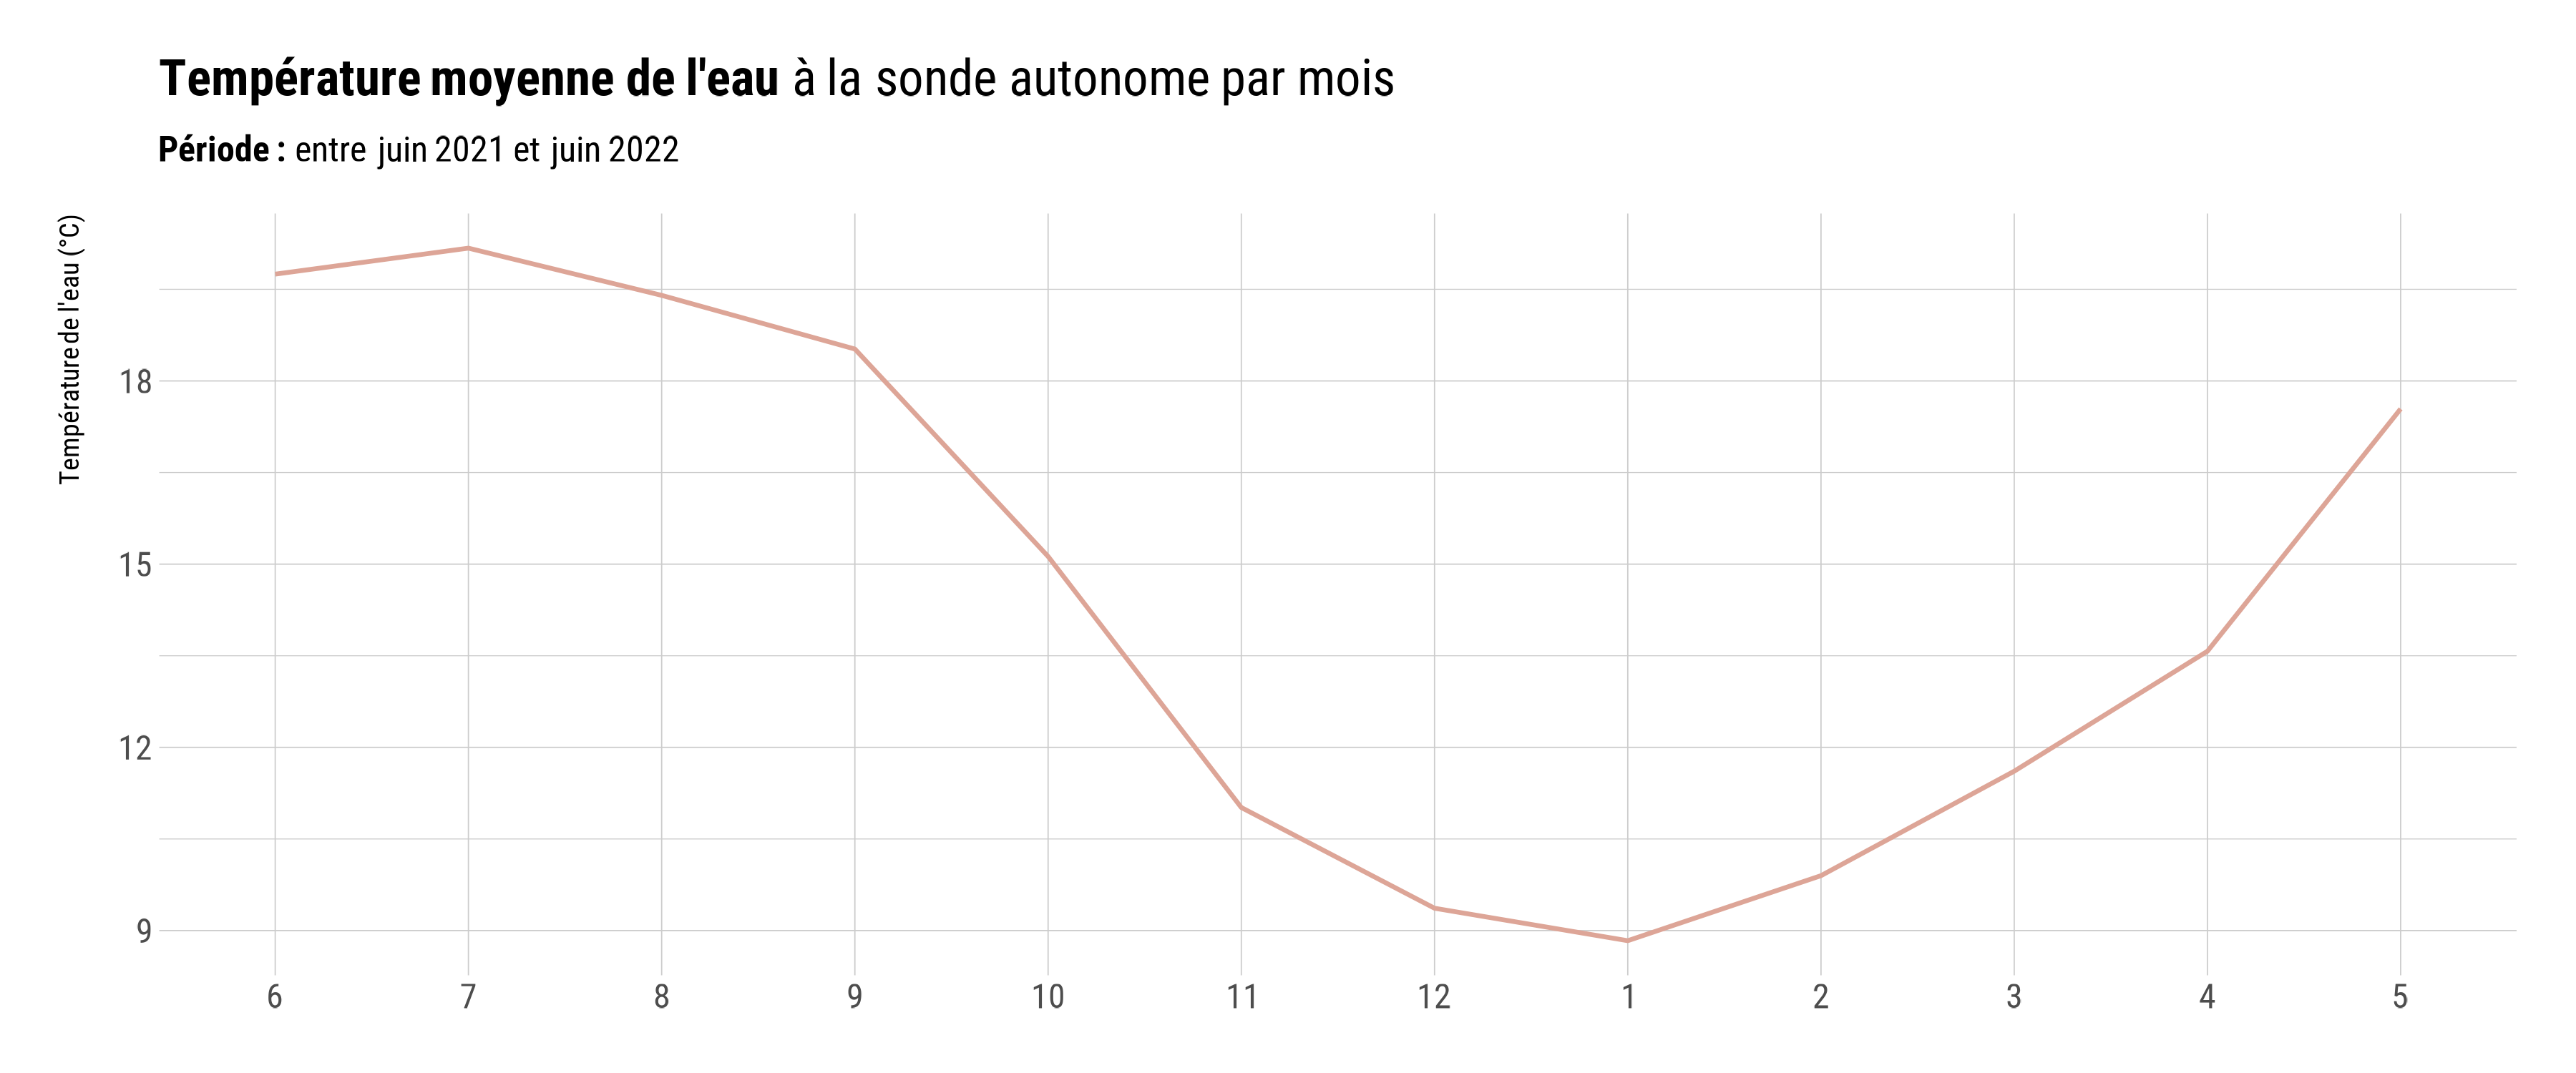 Température moyenne de l'eau à la sonde autonome par mois
Période : entre juin 2021 et juin 2022
Température de l'eau (°C)
18
15
12
9
6 7 8 9 10 11 12 1 2 3 4 5